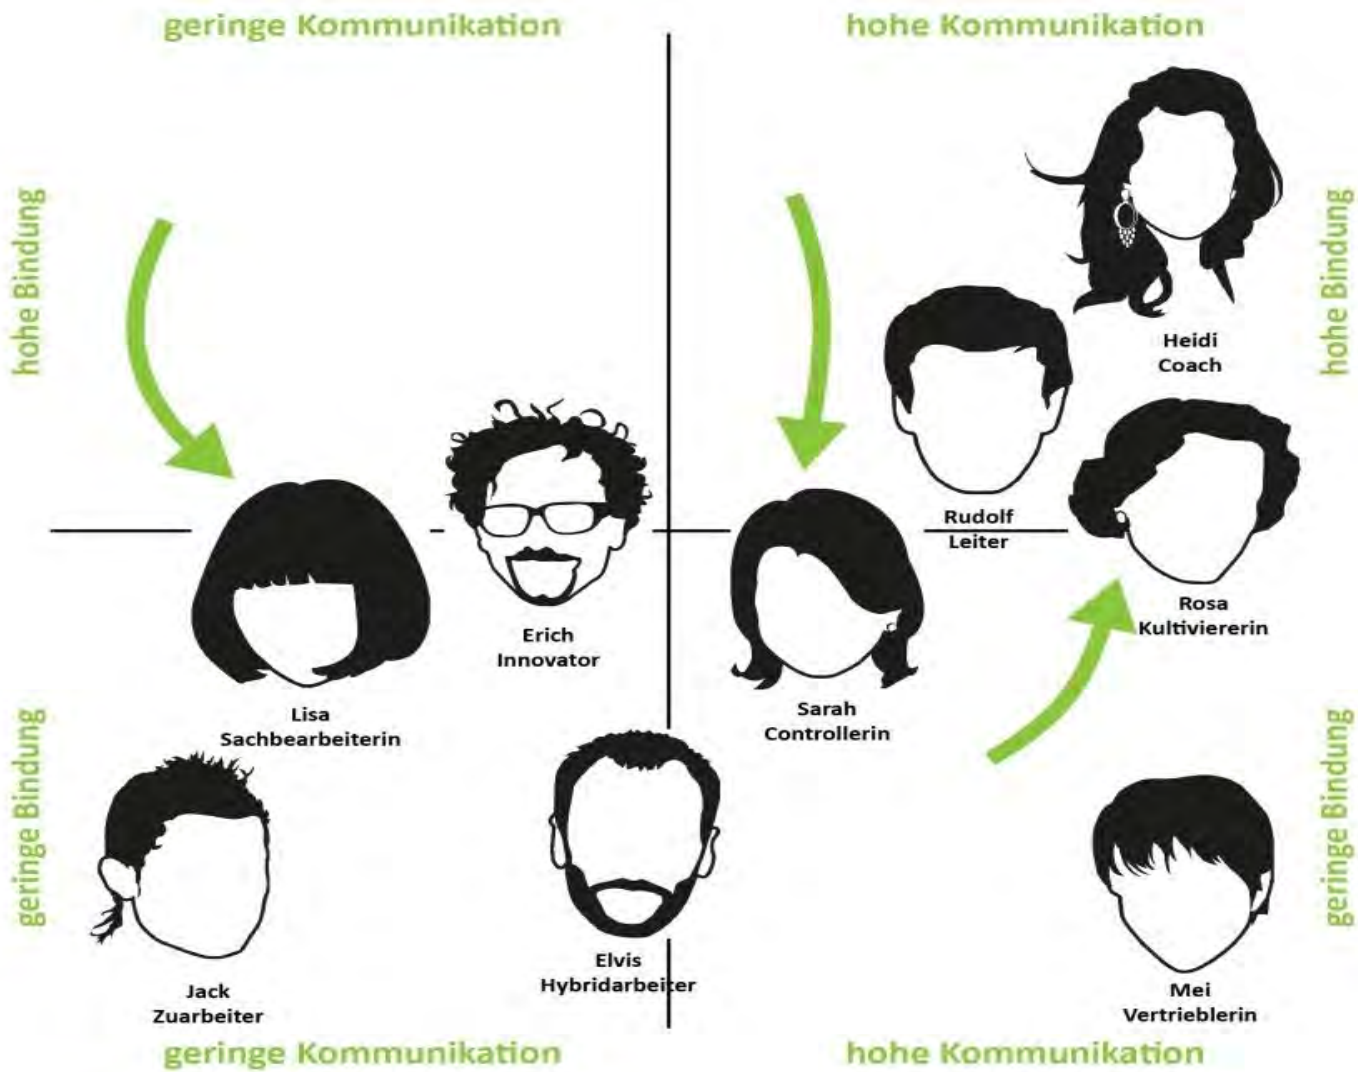 geringe Kommunikation
hohe Kommunikation
hohe Bindung
hohe Bindung
Heidi
Coach
Rudolf
Leiter
Rosa
Kultiviererin
Erich
Innovator
Lisa
Sachbearbeiterin
Sarah
Controllerin
geringe Bindung
geringe Bindung
Elvis
Hybridarbeiter
Jack
Zuarbeiter
Mei
Vertrieblerin
geringe Kommunikation
hohe Kommunikation